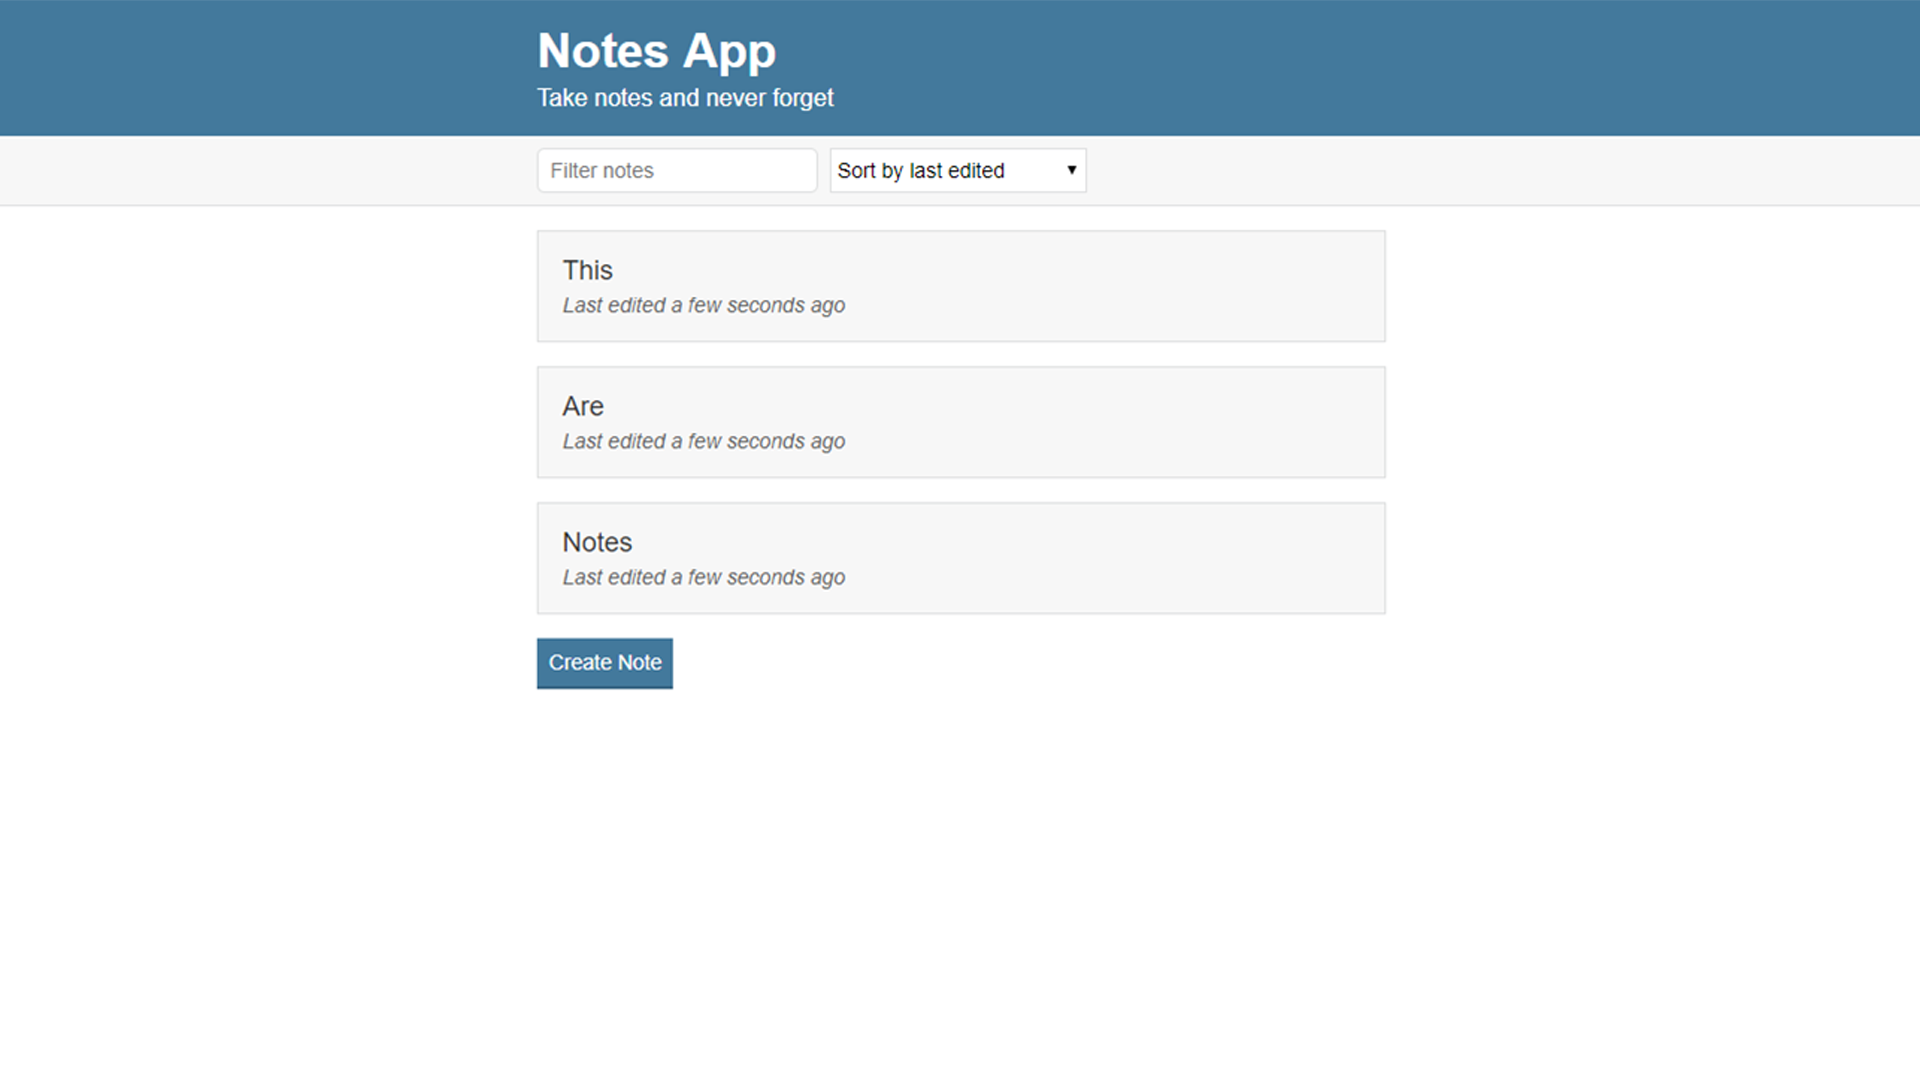 Notes App
Take notes and never forget
Filter notes
Sort by last edited
This
Last edited a few seconds ago
Are
Last edited a few seconds ago
Notes
Last edited a few seconds ago
Create Note